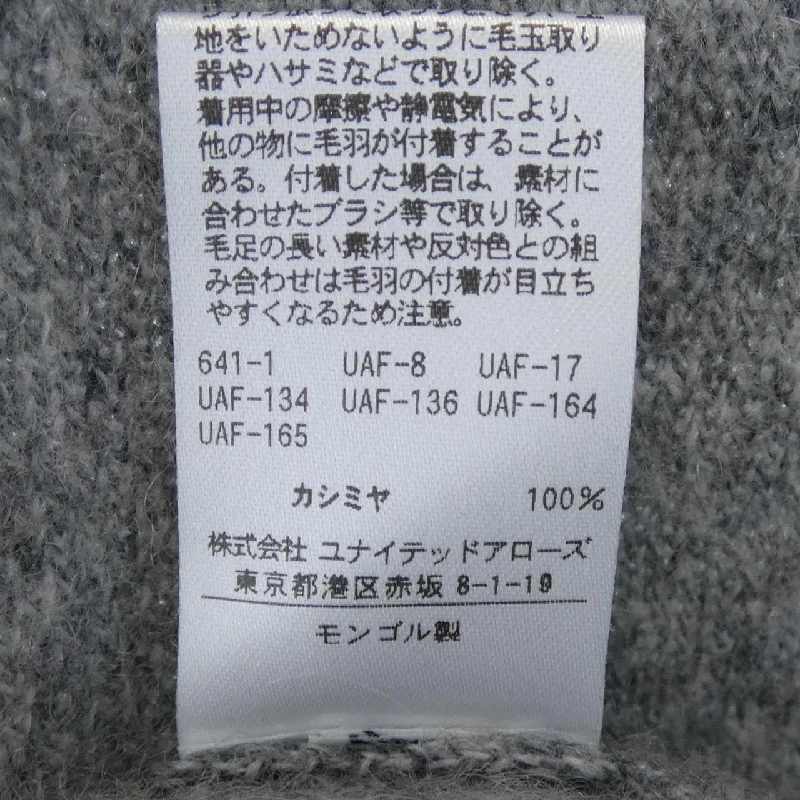 地をいためないように毛玉取り
器やハサミなどで取り除く。
着用中の摩擦や静電気により、
他の物に毛羽が付着することが
ある。付着した場合は、素材に
合わせたブラシ等で取り除く。
毛足の長い素材や反対色との組
み合わせは毛羽の付着が目立ち
やすくなるため注意。
641-1 UAF-8 UAF-17
UAF-134 UAF-136 UAF-164
UAF-165
カシミヤ 100%
株式会社 ユナイテッドアローズ
東京都港区赤坂 8-1-19
モンゴル製